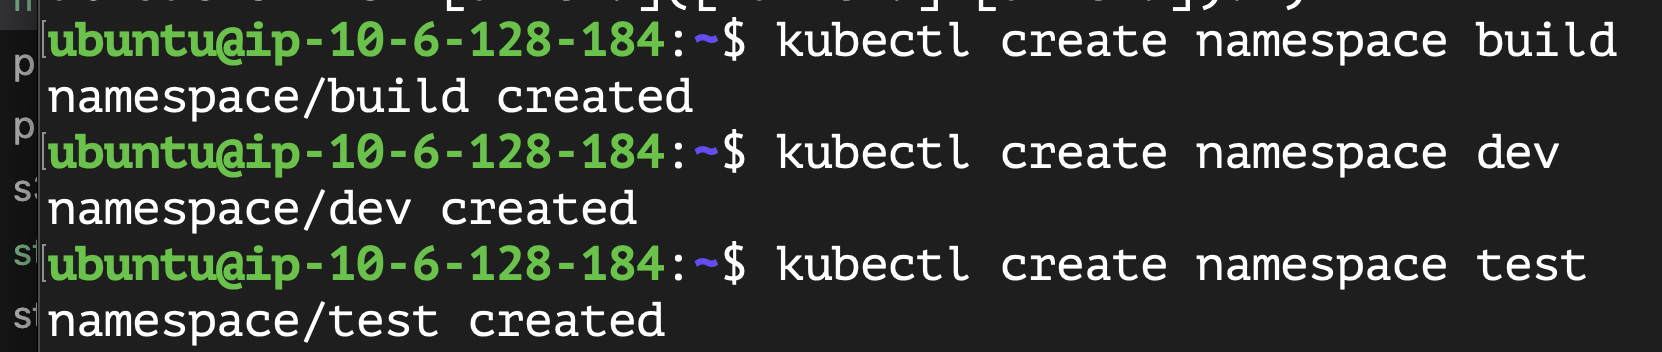 ubuntu@ip-10-6-128-184:~$ kubectl create namespace build
namespace/build created
ubuntu@ip-10-6-128-184:~$ kubectl create namespace dev
namespace/dev created
ubuntu@ip-10-6-128-184:~$ kubectl create namespace test
namespace/test created